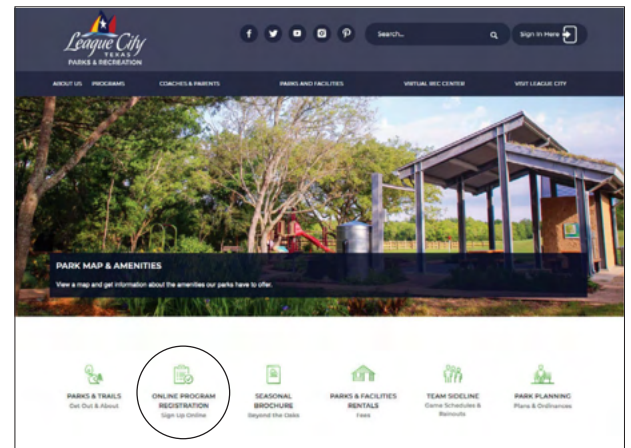 League City
TEXAS
PARKS & RECREATION
Search...
Sign In Here
ABOUT US PROGRAMS COACHES & PARENTS PARKS AND FACILITIES VIRTUAL REC CENTER VISIT LEAGUE CITY
PARK MAP & AMENITIES
View a map and get information about the amenities our parks have to offer.
PARKS & TRAILS
Get Out & About
ONLINE PROGRAM
REGISTRATION
Sign Up Online
SEASONAL
BROCHURE
Beyond the Oaks
PARKS & FACILITIES
RENTALS
Fees
TEAM SIDELINE
Game Schedules &
Rainouts
PARK PLANNING
Plans & Ordinances